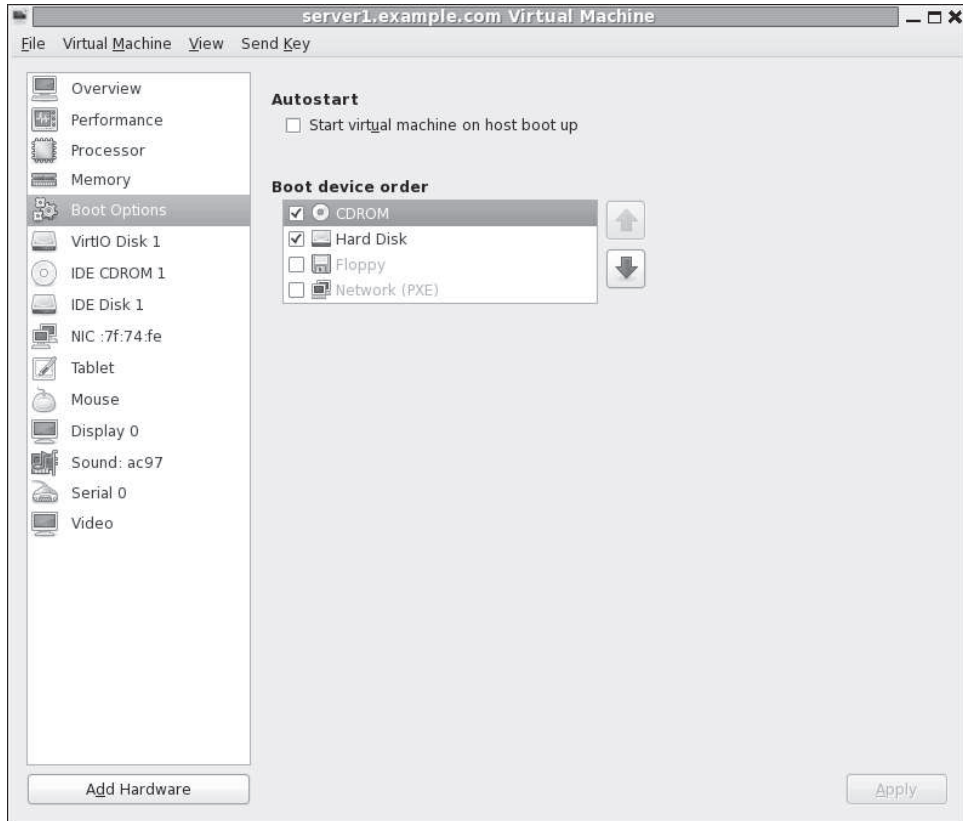 server1.example.com Virtual Machine
File Virtual Machine View Send Key
Overview
Performance
Processor
Memory
Boot Options
VirtIO Disk 1
IDE CDROM 1
IDE Disk 1
NIC :7f:74:fe
Tablet
Mouse
Display 0
Sound: ac97
Serial 0
Video
Add Hardware
Autostart
Start virtual machine on host boot up
Boot device order
CDROM
Hard Disk
Floppy
Network (PXE)
Apply